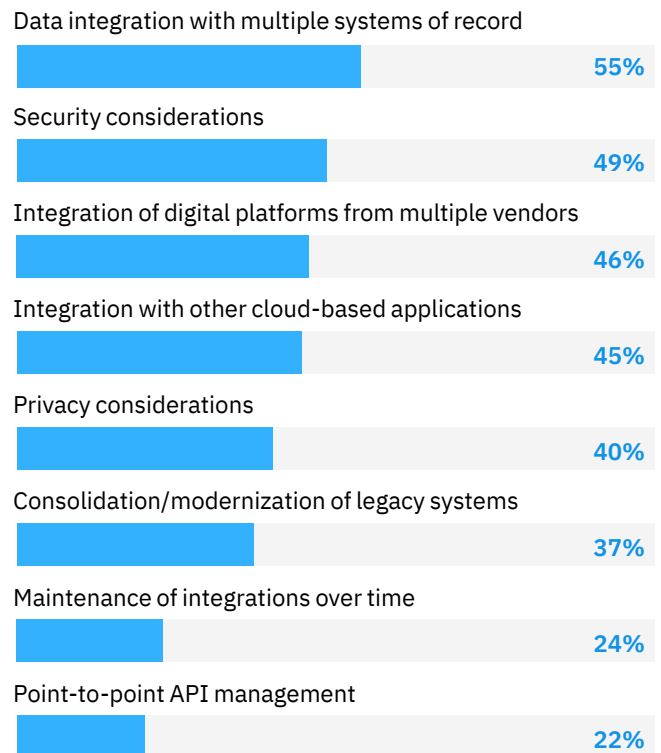 Data integration with multiple systems of record
55%
Security considerations
49%
Integration of digital platforms from multiple vendors
46%
Integration with other cloud-based applications
45%
Privacy considerations
40%
Consolidation/modernization of legacy systems
37%
Maintenance of integrations over time
24%
Point-to-point API management
22%